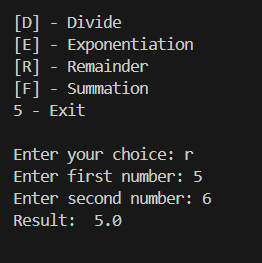 [D] - Divide
[E] - Exponentiation
[R] - Remainder
[F] - Summation
5 - Exit
Enter your choice: r
Enter first number: 5
Enter second number: 6
Result:  5.0